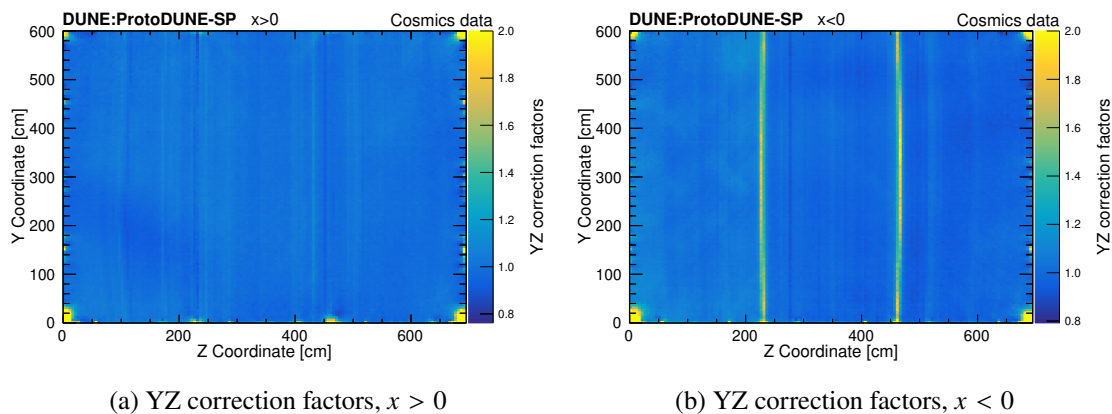 DUNE:ProtoDUNE-SP x>0 Cosmics data
600
500
400
300
200
100
0
Y Coordinate [cm]
0 200 400 600
Z Coordinate [cm]
2.0
1.8
1.6
1.4
1.2
1.0
0.8
YZ correction factors
(a) YZ correction factors, x > 0
DUNE:ProtoDUNE-SP x<0 Cosmics data
600
500
400
300
200
100
0
Y Coordinate [cm]
0 200 400 600
Z Coordinate [cm]
2.0
1.8
1.6
1.4
1.2
1.0
0.8
YZ correction factors
(b) YZ correction factors, x < 0